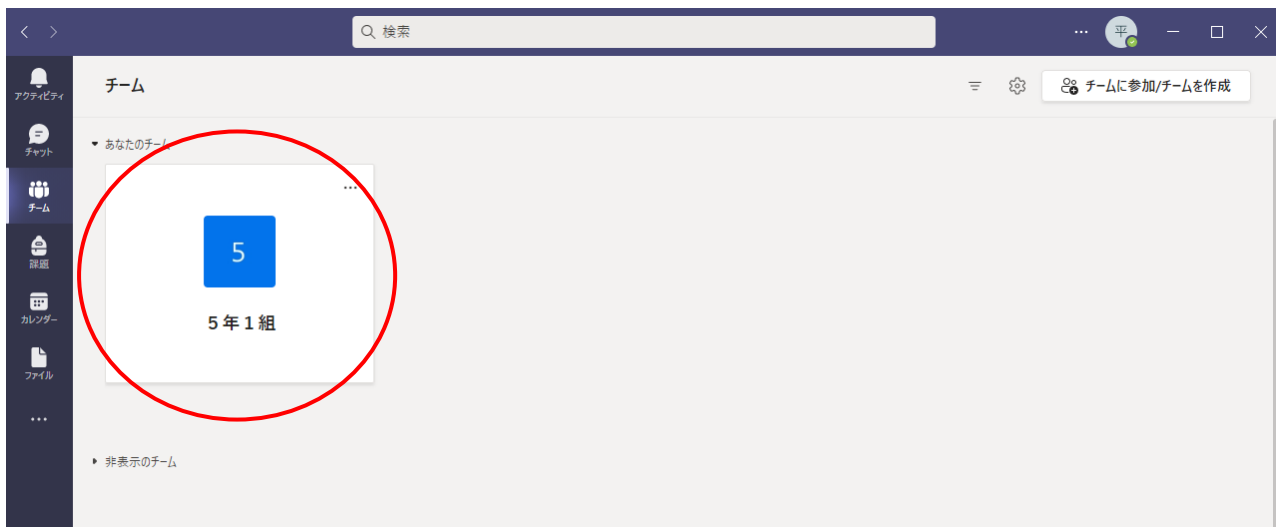 検索
平
アクティビティ
チーム
チームに参加/チームを作成
チャット
あなたのチーム
チーム
5
5年1組
課題
カレンダー
ファイル
非表示のチーム